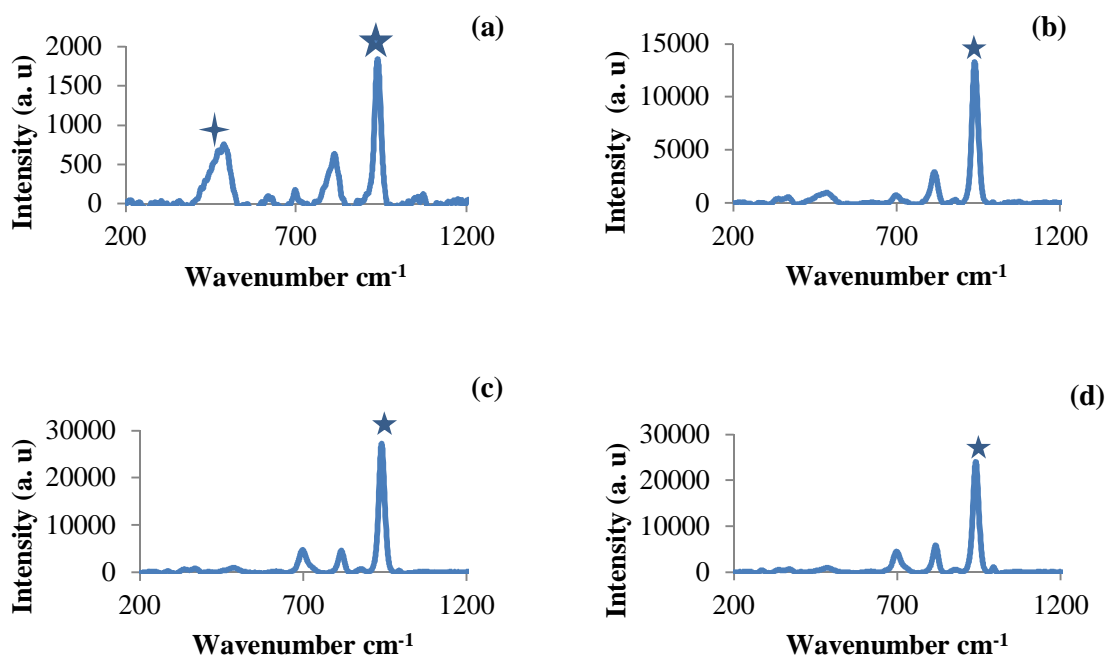 (a)
2000
1500
1000
500
0
200 700 1200
Intensity (a. u)
Wavenumber cm-1
(b)
15000
10000
5000
0
200 700 1200
Intensity (a. u)
Wavenumber cm-1
(c)
30000
20000
10000
0
200 700 1200
Intensity (a. u)
Wavenumber cm-1
(d)
30000
20000
10000
0
200 700 1200
Intensity (a. u)
Wavenumber cm-1